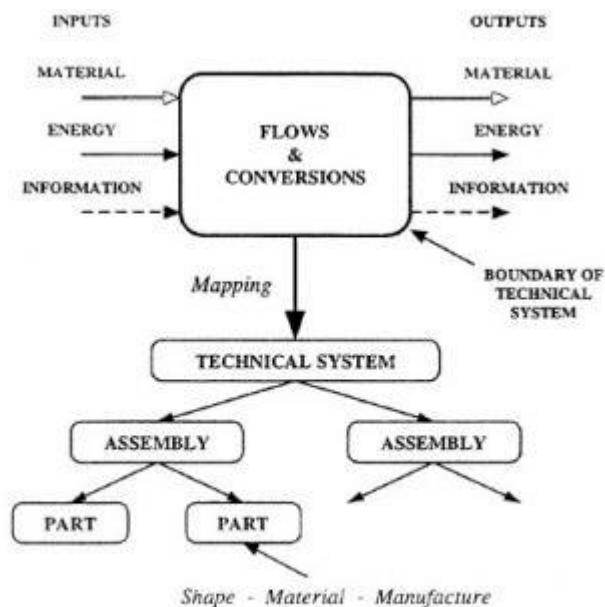 INPUTS
OUTPUTS
MATERIAL
MATERIAL
ENERGY
FLOWS
&
CONVERSIONS
ENERGY
INFORMATION
INFORMATION
Mapping
BOUNDARY OF
TECHNICAL
SYSTEM
TECHNICAL SYSTEM
ASSEMBLY
ASSEMBLY
PART
PART
Shape - Material - Manufacture